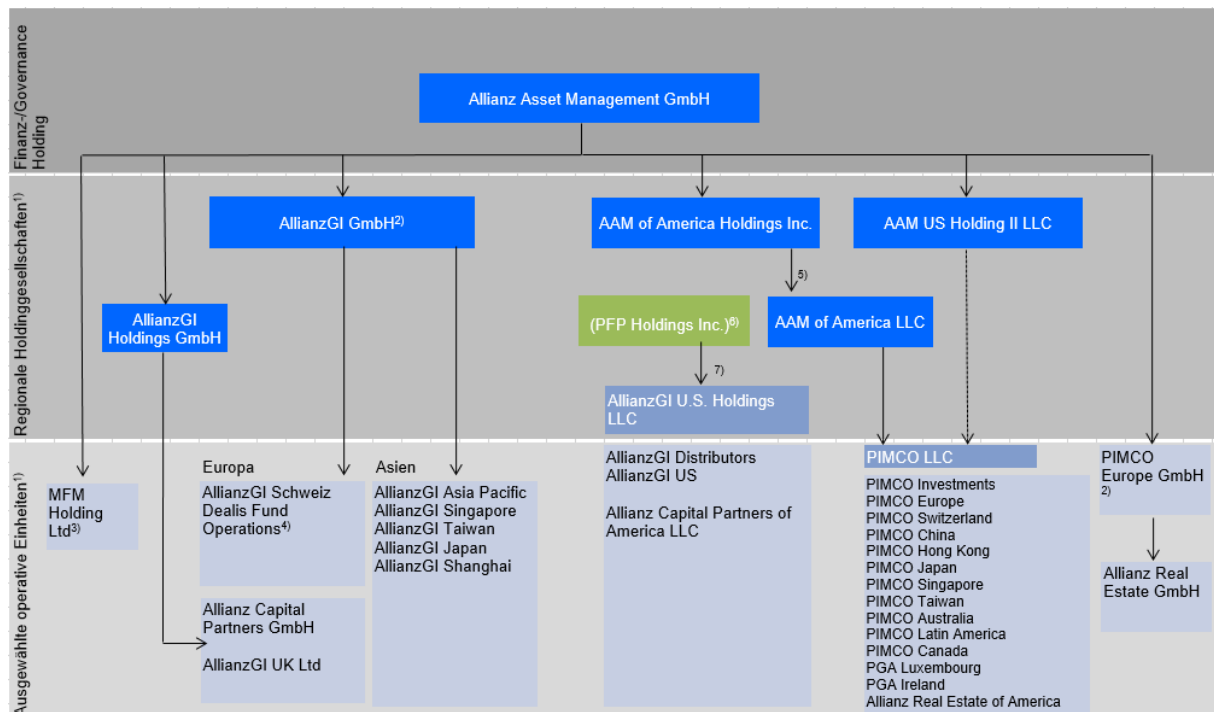 Finanz-/Governance
Holding
Allianz Asset Management GmbH
Regionale Holdinggesellschaften1)
AllianzGI GmbH2)
AAM of America Holdings Inc.
AAM US Holding II LLC
5)
AllianzGI
Holdings GmbH
(PFP Holdings Inc.)6)
AAM of America LLC
7)
AllianzGI U.S. Holdings
LLC
Ausgewählte operative Einheiten1)
MFM
Holding
Ltd3)
Europa
AllianzGI Schweiz
Dealis Fund
Operations4)
Allianz Capital
Partners GmbH
AllianzGI UK Ltd
Asien
AllianzGI Asia Pacific
AllianzGI Singapore
AllianzGI Taiwan
AllianzGI Japan
AllianzGI Shanghai
AllianzGI Distributors
AllianzGI US
Allianz Capital Partners of
America LLC
PIMCO LLC
PIMCO Investments
PIMCO Europe
PIMCO Switzerland
PIMCO China
PIMCO Hong Kong
PIMCO Japan
PIMCO Singapore
PIMCO Taiwan
PIMCO Australia
PIMCO Latin America
PIMCO Canada
PGA Luxembourg
PGA Ireland
Allianz Real Estate of America
PIMCO
Europe GmbH
2)
Allianz Real
Estate GmbH